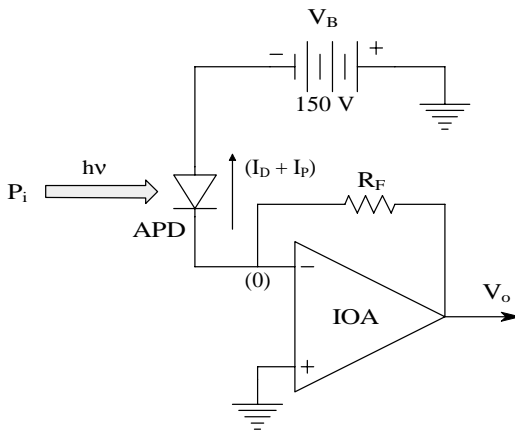 V_B
− +
150 V
hν
(I_D + I_P)
P_i
R_F
APD
(0)
−
V_o
IOA
+